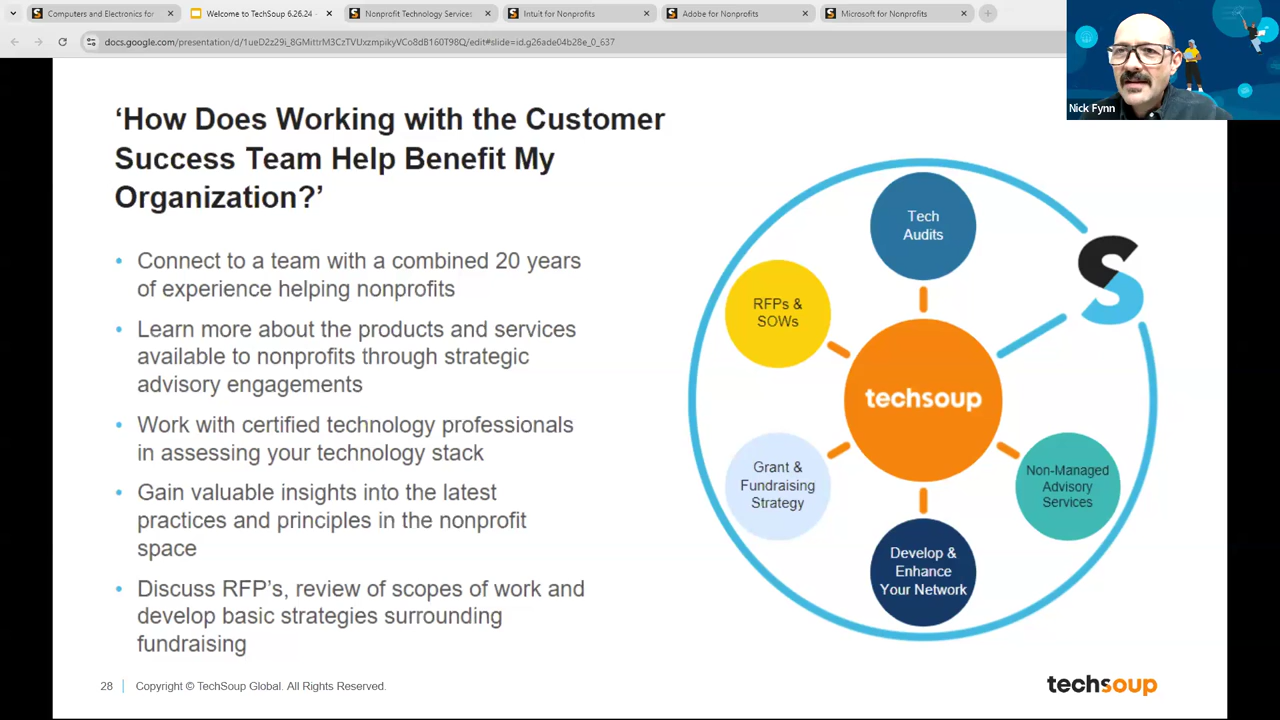 Computers and Electronics for
Welcome to TechSoup 6.26.24 -
Nonprofit Technology Services
Intuit for Nonprofits
Adobe for Nonprofits
Microsoft for Nonprofits
docs.google.com/presentation/d/1ueD2z29j_8GMittrM3CzTVUxzmpikyVCo8dB160T98Q/edit#slide=id.g26ade04b28e_0_637
Nick Fynn
‘How Does Working with the Customer
Success Team Help Benefit My
Organization?’
• Connect to a team with a combined 20 years
of experience helping nonprofits
• Learn more about the products and services
available to nonprofits through strategic
advisory engagements
• Work with certified technology professionals
in assessing your technology stack
• Gain valuable insights into the latest
practices and principles in the nonprofit
space
• Discuss RFP’s, review of scopes of work and
develop basic strategies surrounding
fundraising
Tech
Audits
S
RFPs &
SOWs
techsoup
Grant &
Fundraising
Strategy
Non-Managed
Advisory
Services
Develop &
Enhance
Your Network
28
Copyright © TechSoup Global. All Rights Reserved.
techsoup